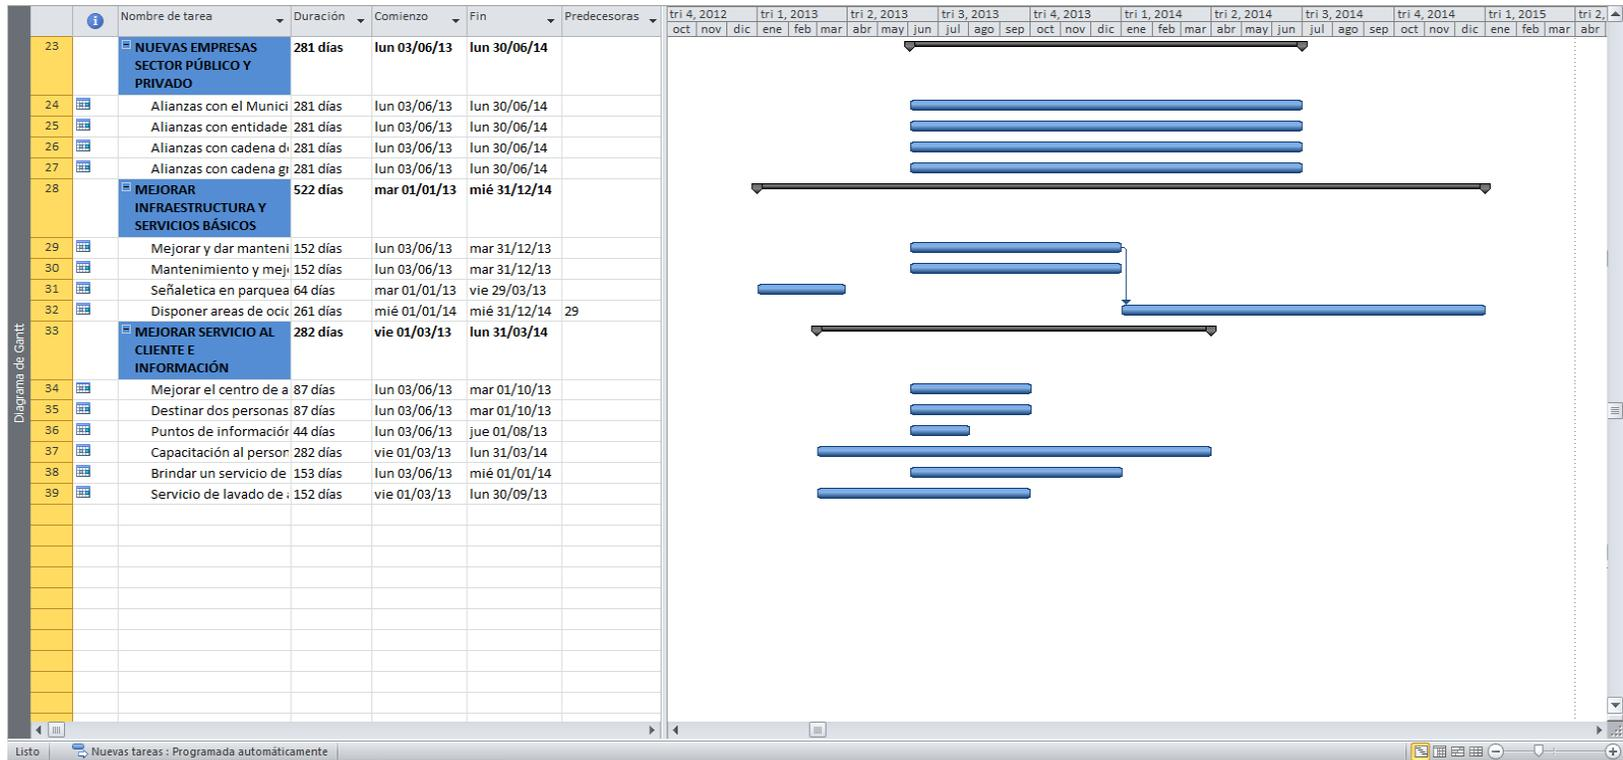 Nombre de tarea Duración Comienzo Fin Predecesoras
tri 4, 2012 tri 1, 2013 tri 2, 2013 tri 3, 2013 tri 4, 2013 tri 1, 2014 tri 2, 2014 tri 3, 2014 tri 4, 2014 tri 1, 2015 tri 2,
oct nov dic ene feb mar abr may jun jul ago sep oct nov dic ene feb mar abr may jun jul ago sep oct nov dic ene feb mar abr
23 NUEVAS EMPRESAS 281 días lun 03/06/13 lun 30/06/14
SECTOR PÚBLICO Y
PRIVADO
24 Alianzas con el Munici 281 días lun 03/06/13 lun 30/06/14
25 Alianzas con entidade 281 días lun 03/06/13 lun 30/06/14
26 Alianzas con cadena de 281 días lun 03/06/13 lun 30/06/14
27 Alianzas con cadena gr 281 días lun 03/06/13 lun 30/06/14
28 MEJORAR 522 días mar 01/01/13 mié 31/12/14
INFRAESTRUCTURA Y
SERVICIOS BÁSICOS
29 Mejorar y dar manteni 152 días lun 03/06/13 mar 31/12/13
30 Mantenimiento y mej 152 días lun 03/06/13 mar 31/12/13
31 Señaletica en parquea 64 días mar 01/01/13 vie 29/03/13
32 Disponer areas de ocio 261 días mié 01/01/14 mié 31/12/14 29
33 MEJORAR SERVICIO AL 282 días vie 01/03/13 lun 31/03/14
CLIENTE E
INFORMACIÓN
34 Mejorar el centro de a 87 días lun 03/06/13 mar 01/10/13
35 Destinar dos personas 87 días lun 03/06/13 mar 01/10/13
36 Puntos de información 44 días lun 03/06/13 jue 01/08/13
37 Capacitación al person 282 días vie 01/03/13 lun 31/03/14
38 Brindar un servicio de 153 días lun 03/06/13 mié 01/01/14
39 Servicio de lavado de a 152 días vie 01/03/13 lun 30/09/13
Diagrama de Gantt
Listo Nuevas tareas : Programada automáticamente